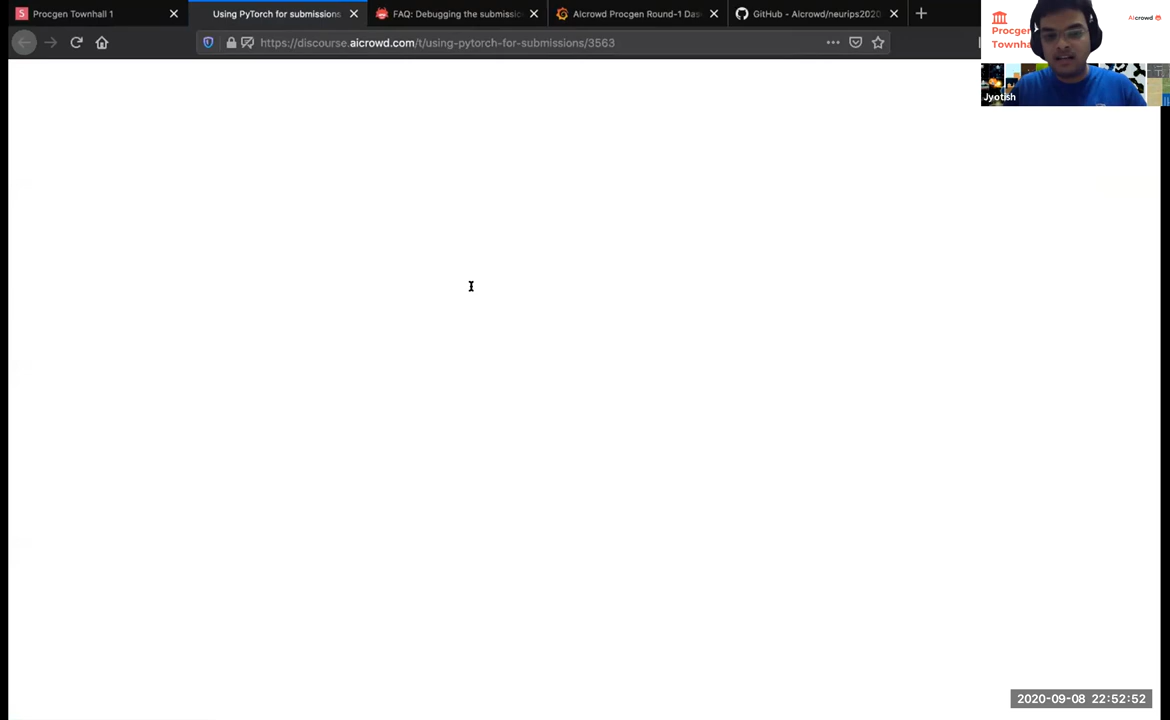 Procgen Townhall 1
Using PyTorch for submissions
FAQ: Debugging the submissio
AIcrowd Procgen Round-1 Das
GitHub - AIcrowd/neurips2020
https://discourse.aicrowd.com/t/using-pytorch-for-submissions/3563
Procgen
Townha
AIcrowd
Jyotish
2020-09-08 22:52:52